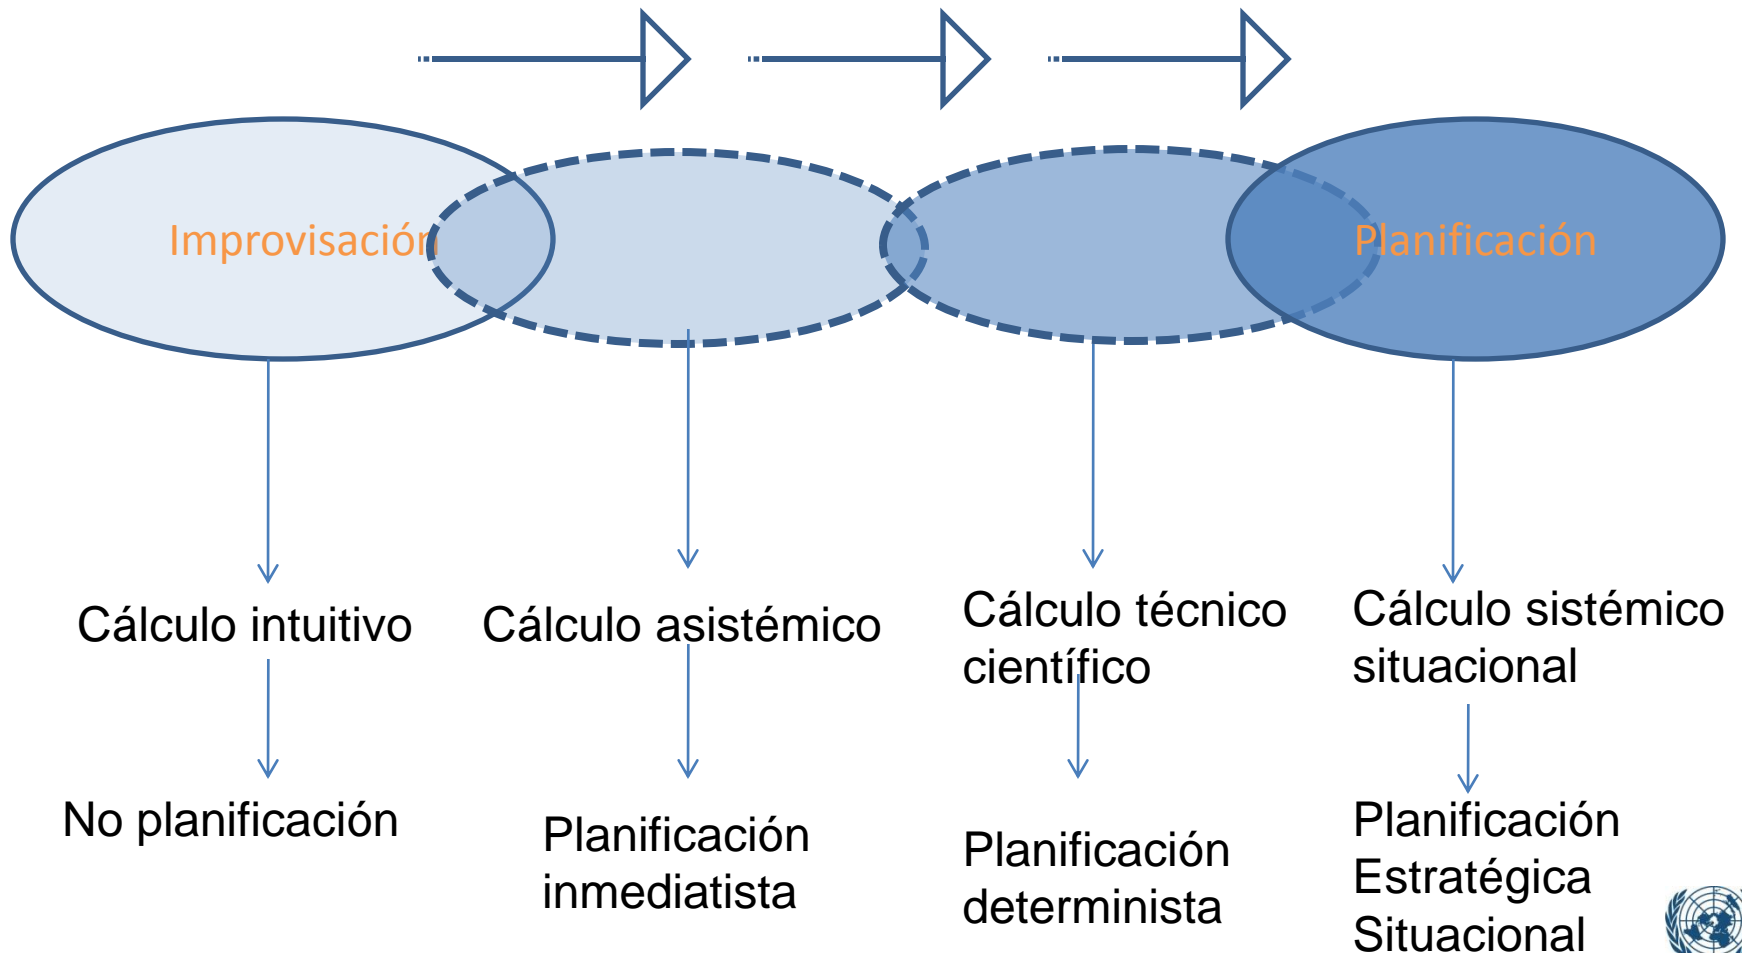 Improvisación
Planificación
Cálculo intuitivo
Cálculo asistémico
Cálculo técnico
científico
Cálculo sistémico
situacional
No planificación
Planificación
inmediatista
Planificación
determinista
Planificación
Estratégica
Situacional